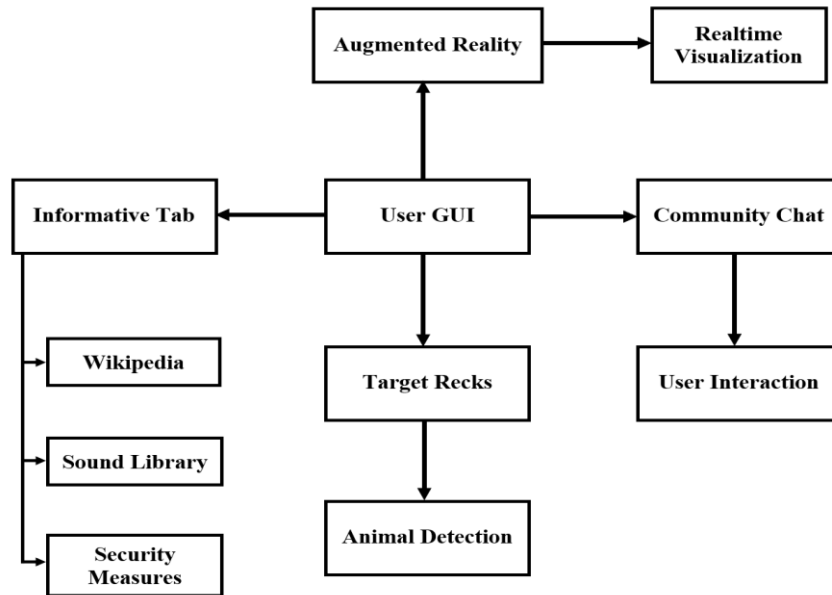 Augmented Reality
Realtime
Visualization
Informative Tab
User GUI
Community Chat
Wikipedia
Target Recks
User Interaction
Sound Library
Animal Detection
Security
Measures